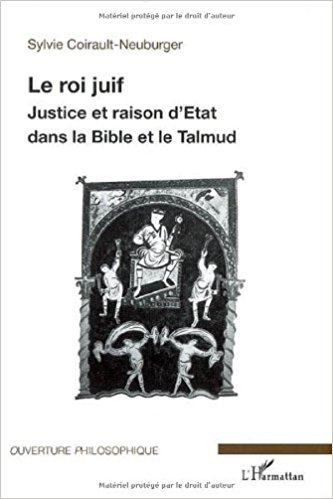 Matériel protégé par le droit d'auteur
Sylvie Coirault-Neuburger
Le roi juif
Justice et raison d'Etat
dans la Bible et le Talmud
OUVERTURE PHILOSOPHIQUE
L'Harmattan
Matériel protégé par le droit d'auteur